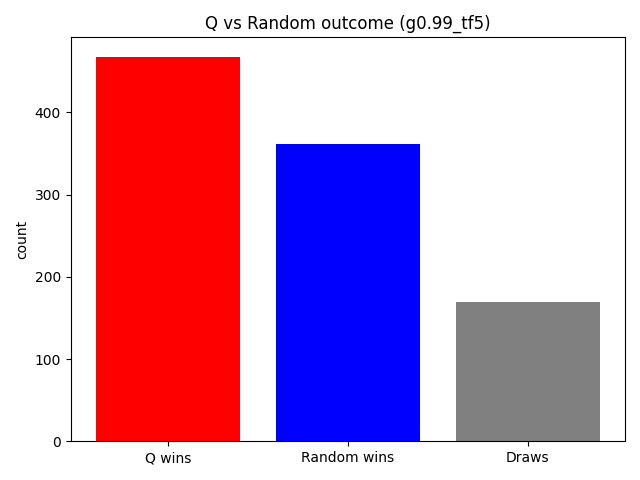 Q vs Random outcome (g0.99_tf5)
count
400
300
200
100
0
Q wins
Random wins
Draws